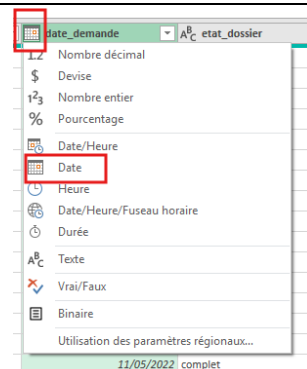 date_demande ABC etat_dossier
1.2 Nombre décimal
$ Devise
123 Nombre entier
% Pourcentage
Date/Heure
Date
Heure
Date/Heure/Fuseau horaire
Durée
ABC Texte
Vrai/Faux
Binaire
Utilisation des paramètres régionaux...
11/05/2022 complet